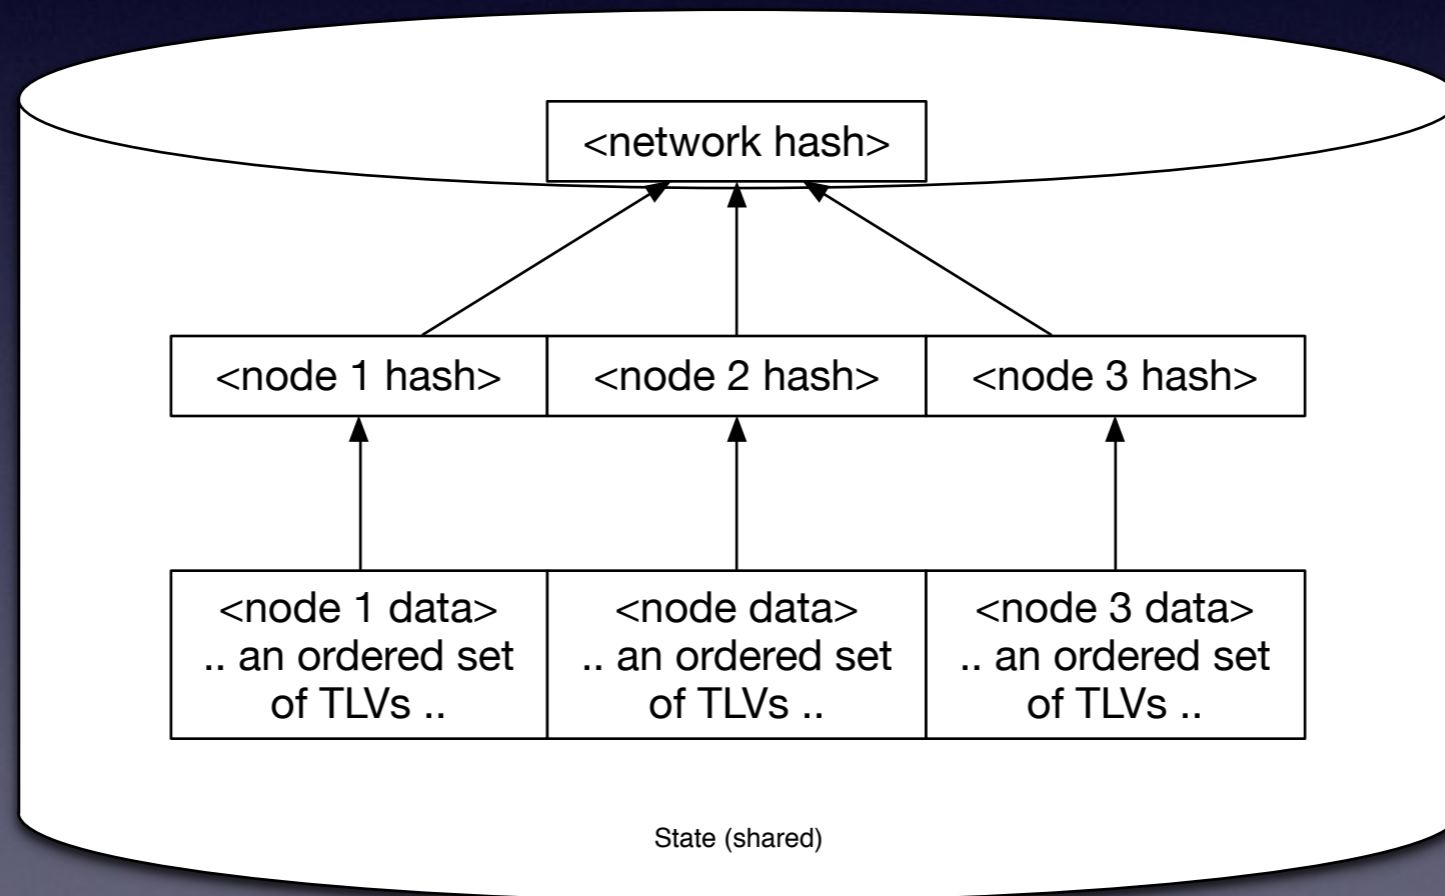 <network hash>
<node 1 hash>
<node 2 hash>
<node 3 hash>
<node 1 data>
.. an ordered set
of TLVs ..
<node data>
.. an ordered set
of TLVs ..
<node 3 data>
.. an ordered set
of TLVs ..
State (shared)